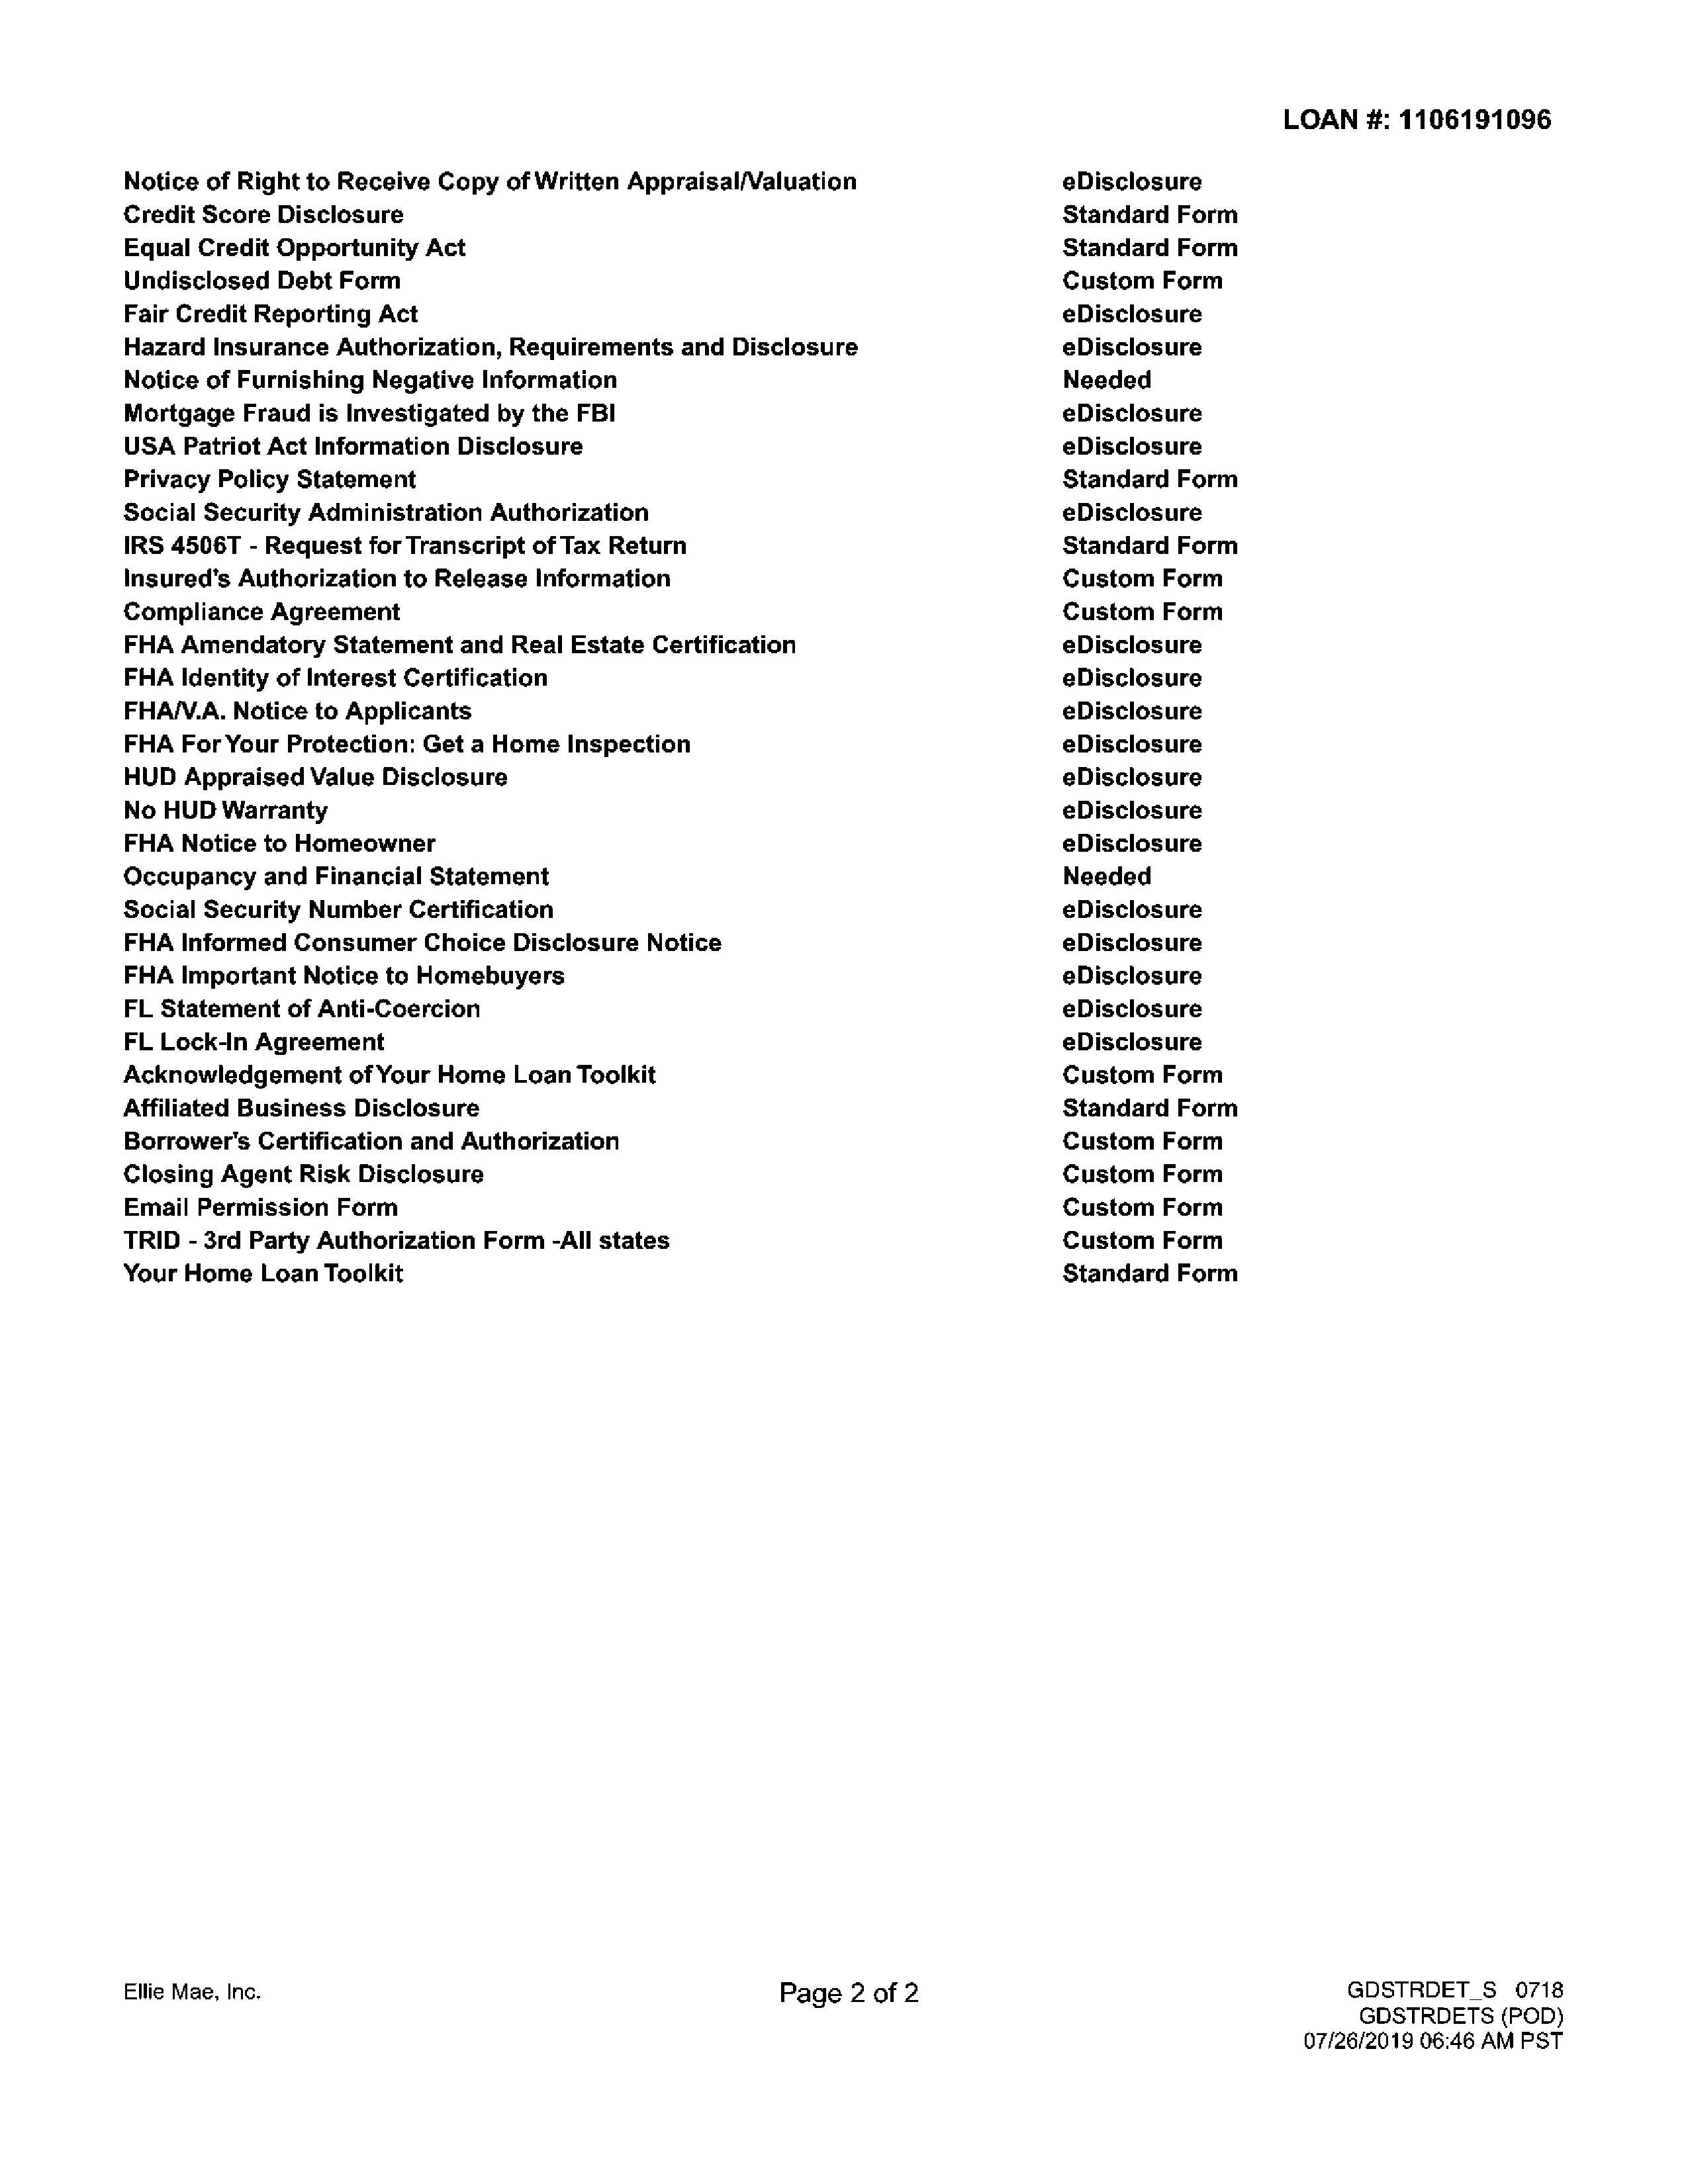 LOAN #: 1106191096
Notice of Right to Receive Copy of Written Appraisal/Valuation eDisclosure
Credit Score Disclosure Standard Form
Equal Credit Opportunity Act Standard Form
Undisclosed Debt Form Custom Form
Fair Credit Reporting Act eDisclosure
Hazard Insurance Authorization, Requirements and Disclosure eDisclosure
Notice of Furnishing Negative Information Needed
Mortgage Fraud is Investigated by the FBI eDisclosure
USA Patriot Act Information Disclosure eDisclosure
Privacy Policy Statement Standard Form
Social Security Administration Authorization eDisclosure
IRS 4506T - Request for Transcript of Tax Return Standard Form
Insured's Authorization to Release Information Custom Form
Compliance Agreement Custom Form
FHA Amendatory Statement and Real Estate Certification eDisclosure
FHA Identity of Interest Certification eDisclosure
FHA/V.A. Notice to Applicants eDisclosure
FHA For Your Protection: Get a Home Inspection eDisclosure
HUD Appraised Value Disclosure eDisclosure
No HUD Warranty eDisclosure
FHA Notice to Homeowner eDisclosure
Occupancy and Financial Statement Needed
Social Security Number Certification eDisclosure
FHA Informed Consumer Choice Disclosure Notice eDisclosure
FHA Important Notice to Homebuyers eDisclosure
FL Statement of Anti-Coercion eDisclosure
FL Lock-In Agreement eDisclosure
Acknowledgement of Your Home Loan Toolkit Custom Form
Affiliated Business Disclosure Standard Form
Borrower's Certification and Authorization Custom Form
Closing Agent Risk Disclosure Custom Form
Email Permission Form Custom Form
TRID - 3rd Party Authorization Form -All states Custom Form
Your Home Loan Toolkit Standard Form
Ellie Mae, Inc. Page 2 of 2 GDSTRDET_S 0718
GDSTRDETS (POD)
07/26/2019 06:46 AM PST